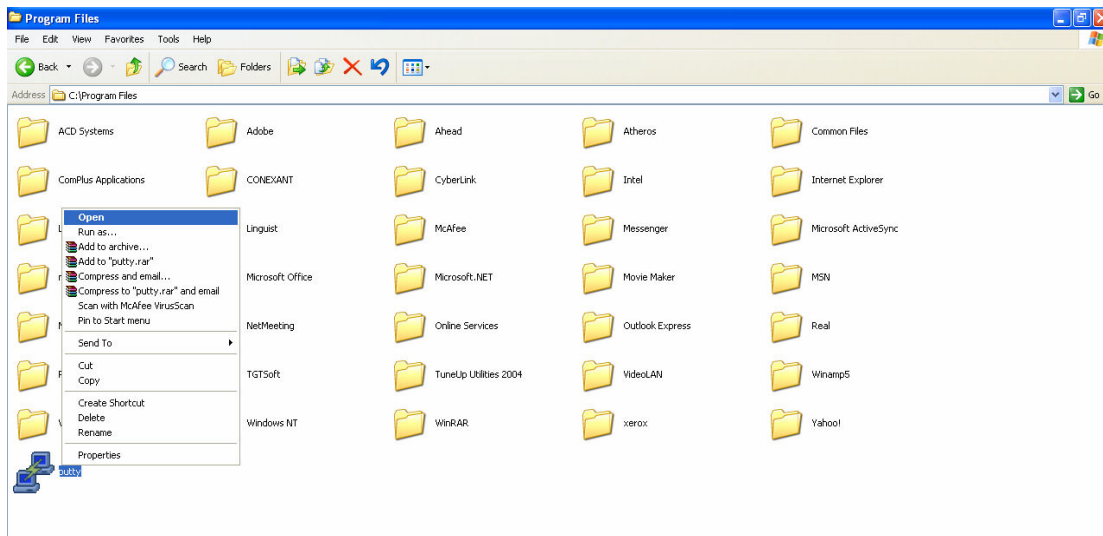 Program Files
File Edit View Favorites Tools Help
Back Search Folders
Address C:\Program Files Go
ACD Systems Adobe Ahead Atheros Common Files
ComPlus Applications CONEXANT CyberLink Intel Internet Explorer
Linguist McAfee Messenger Microsoft ActiveSync
Microsoft Office Microsoft.NET Movie Maker MSN
NetMeeting Online Services Outlook Express Real
TGTSoft TuneUp Utilities 2004 VideoLAN Winamp5
Windows NT WinRAR xerox Yahoo!
Open
Run as...
Add to archive...
Add to "putty.rar"
Compress and email...
Compress to "putty.rar" and email
Scan with McAfee VirusScan
Pin to Start menu
Send To
Cut
Copy
Create Shortcut
Delete
Rename
Properties
putty